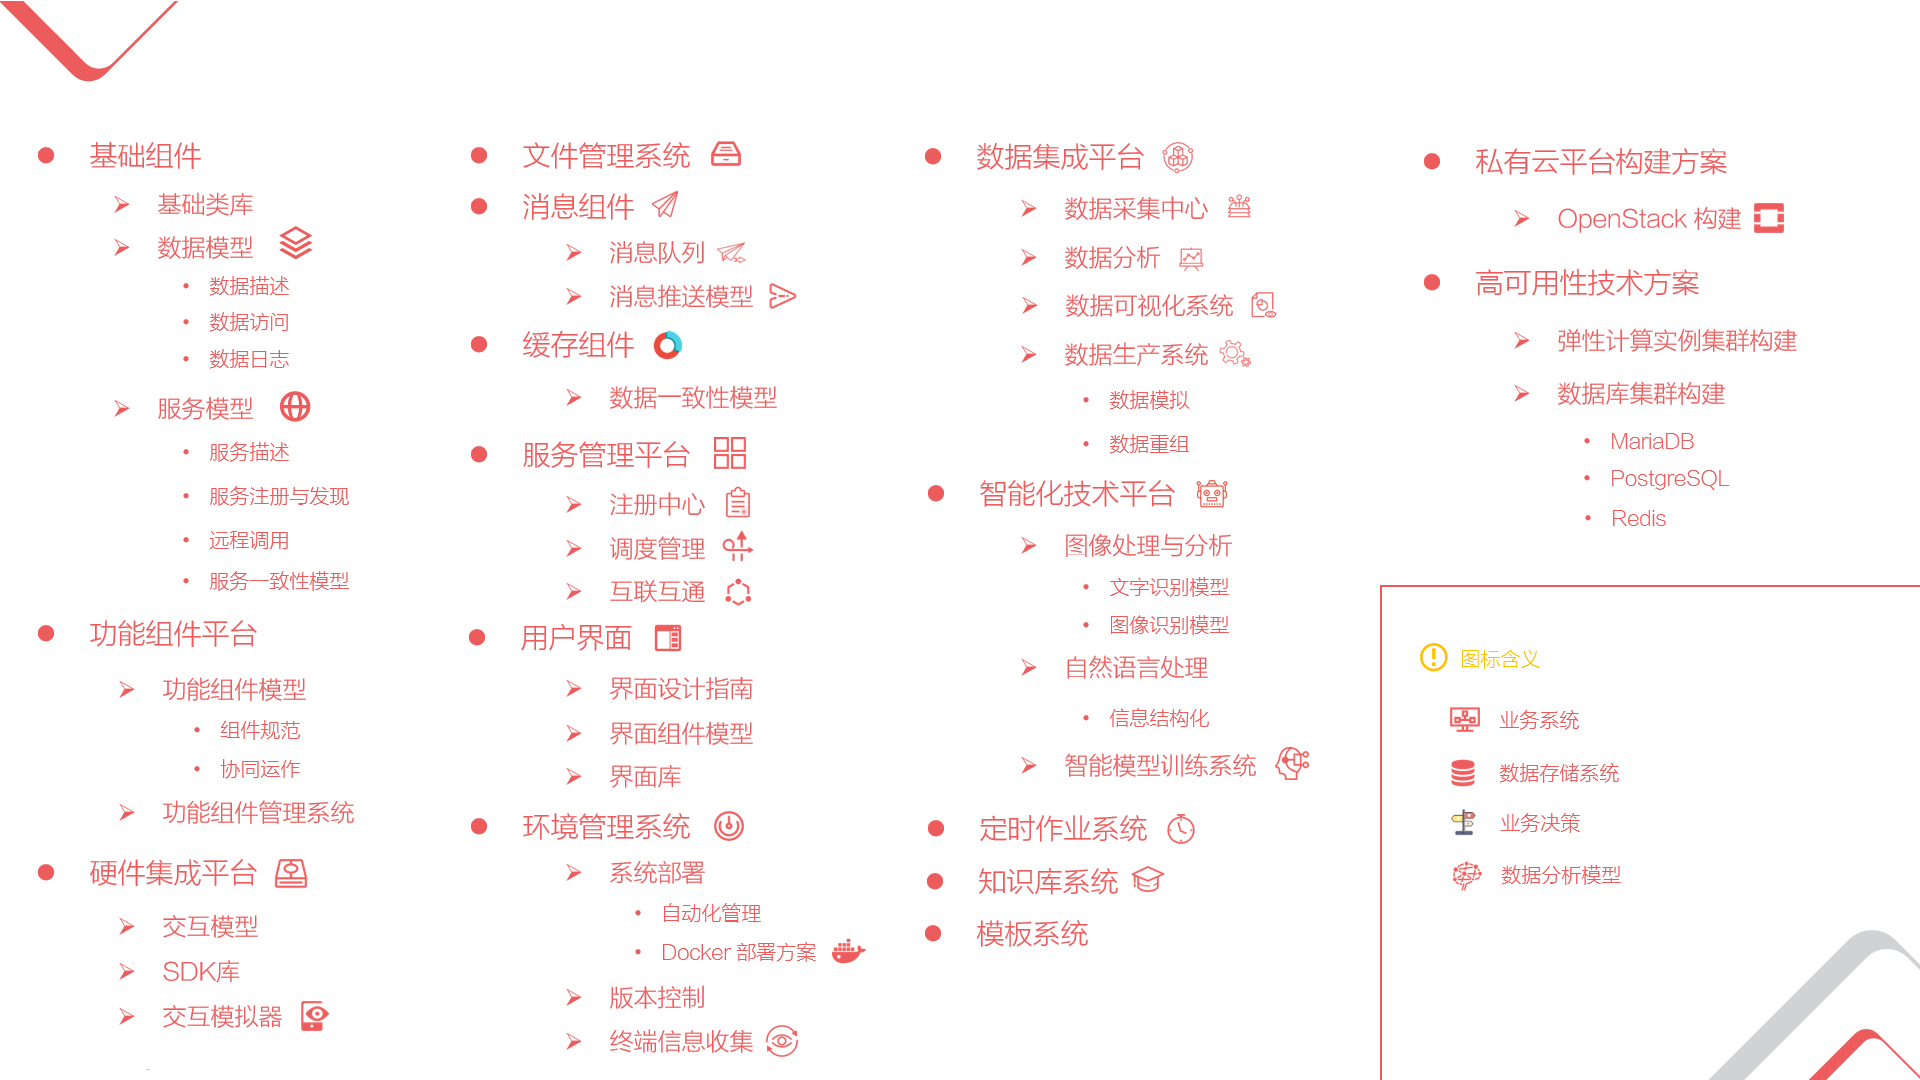 基础组件
基础类库
数据模型
数据描述
数据访问
数据日志
服务模型
服务描述
服务注册与发现
远程调用
服务一致性模型
功能组件平台
功能组件模型
组件规范
协同运作
功能组件管理系统
硬件集成平台
交互模型
SDK库
交互模拟器
文件管理系统
消息组件
消息队列
消息推送模型
缓存组件
数据一致性模型
服务管理平台
注册中心
调度管理
互联互通
用户界面
界面设计指南
界面组件模型
界面库
环境管理系统
系统部署
自动化管理
Docker 部署方案
版本控制
终端信息收集
数据集成平台
数据采集中心
数据分析
数据可视化系统
数据生产系统
数据模拟
数据重组
智能化技术平台
图像处理与分析
文字识别模型
图像识别模型
自然语言处理
信息结构化
智能模型训练系统
定时作业系统
知识库系统
模板系统
私有云平台构建方案
OpenStack 构建
高可用性技术方案
弹性计算实例集群构建
数据库集群构建
MariaDB
PostgreSQL
Redis
图标含义
业务系统
数据存储系统
业务决策
数据分析模型